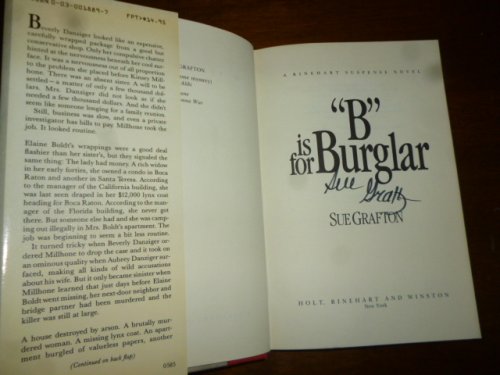 ISBN 0-03-001889-7
FPT>$14.95
Beverly Danziger looked like an expensive,
carefully wrapped package from a good but
conservative shop. Only her compulsive chatter
hinted at the nervousness beneath her cool sur-
face. It was a nervousness out of all proportion
to the problem she placed before Kinsey Mill-
hone. There was an absent sister. A will to be
settled—a matter of only a few thousand dol-
lars. Mrs. Danziger did not look as if she
needed a few thousand dollars. And she didn't
seem like someone longing for a family reunion.
Still, business was slow, and even a private
investigator has bills to pay. Millhone took the
job. It looked routine.
Elaine Boldt's wrappings were a good deal
flashier than her sister's, but they signaled the
same thing: The lady had money. A rich widow
in her early forties, she owned a condo in Boca
Raton and another in Santa Teresa. According
to the manager of the California building, she
was last seen draped in her $12,000 lynx coat
heading for Boca Raton. According to the man-
ager of the Florida building, she never got
there. But someone else had and she was camp-
ing out illegally in Mrs. Boldt's apartment. The
job was beginning to seem a bit less routine.
It turned tricky when Beverly Danziger or-
dered Millhone to drop the case and it took on
an ominous quality when Aubrey Danziger sur-
faced, making all kinds of wild accusations
about his wife. But it only became sinister when
Millhone learned that just days before Elaine
Boldt went missing, her next-door neighbor and
bridge partner had been murdered and the
killer was still at large.
A house destroyed by arson. A brutally mur-
dered woman. A missing lynx coat. An apart-
ment burgled of valueless papers, another
(Continued on back flap)
0585
GRAFTON
A RINEHART SUSPENSE NOVEL
"B"
is
for Burglar
Sue Grafton
SUE GRAFTON
HOLT, RINEHART AND WINSTON
New York